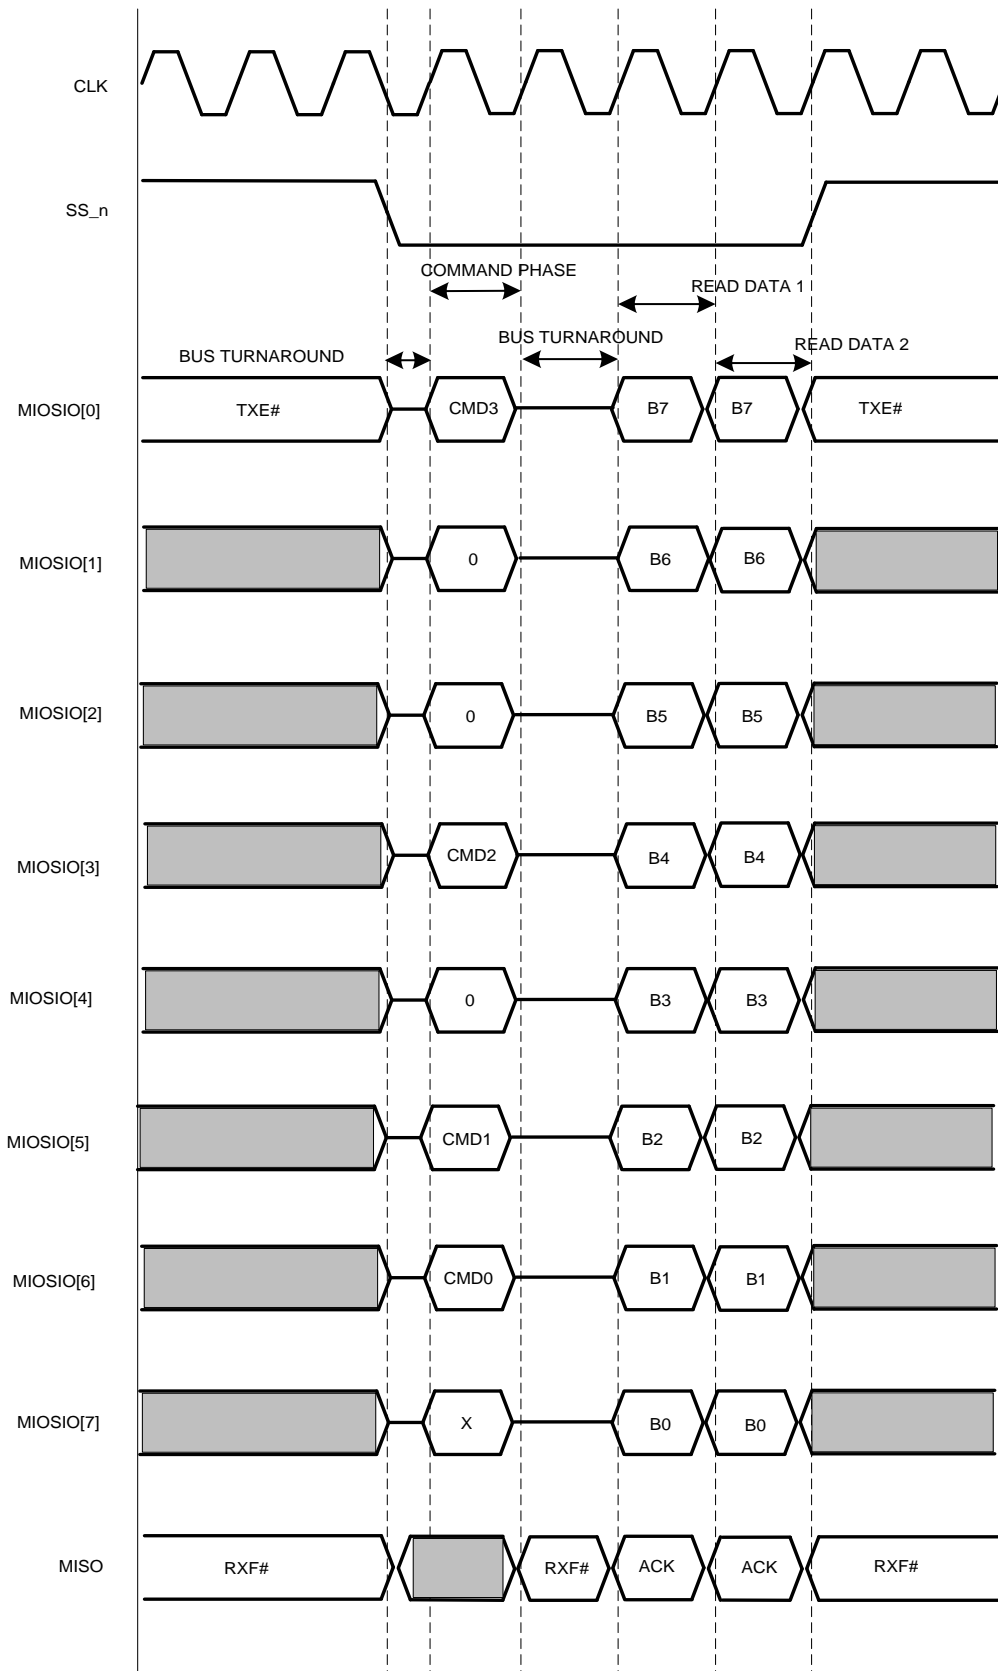 CLK
SS_n
COMMAND PHASE
READ DATA 1
BUS TURNAROUND
READ DATA 2
BUS TURNAROUND
MIOSIO[0] TXE# CMD3 B7 B7 TXE#
MIOSIO[1] 0 B6 B6
MIOSIO[2] 0 B5 B5
MIOSIO[3] CMD2 B4 B4
MIOSIO[4] 0 B3 B3
MIOSIO[5] CMD1 B2 B2
MIOSIO[6] CMD0 B1 B1
MIOSIO[7] X B0 B0
MISO RXF# RXF# ACK ACK RXF#